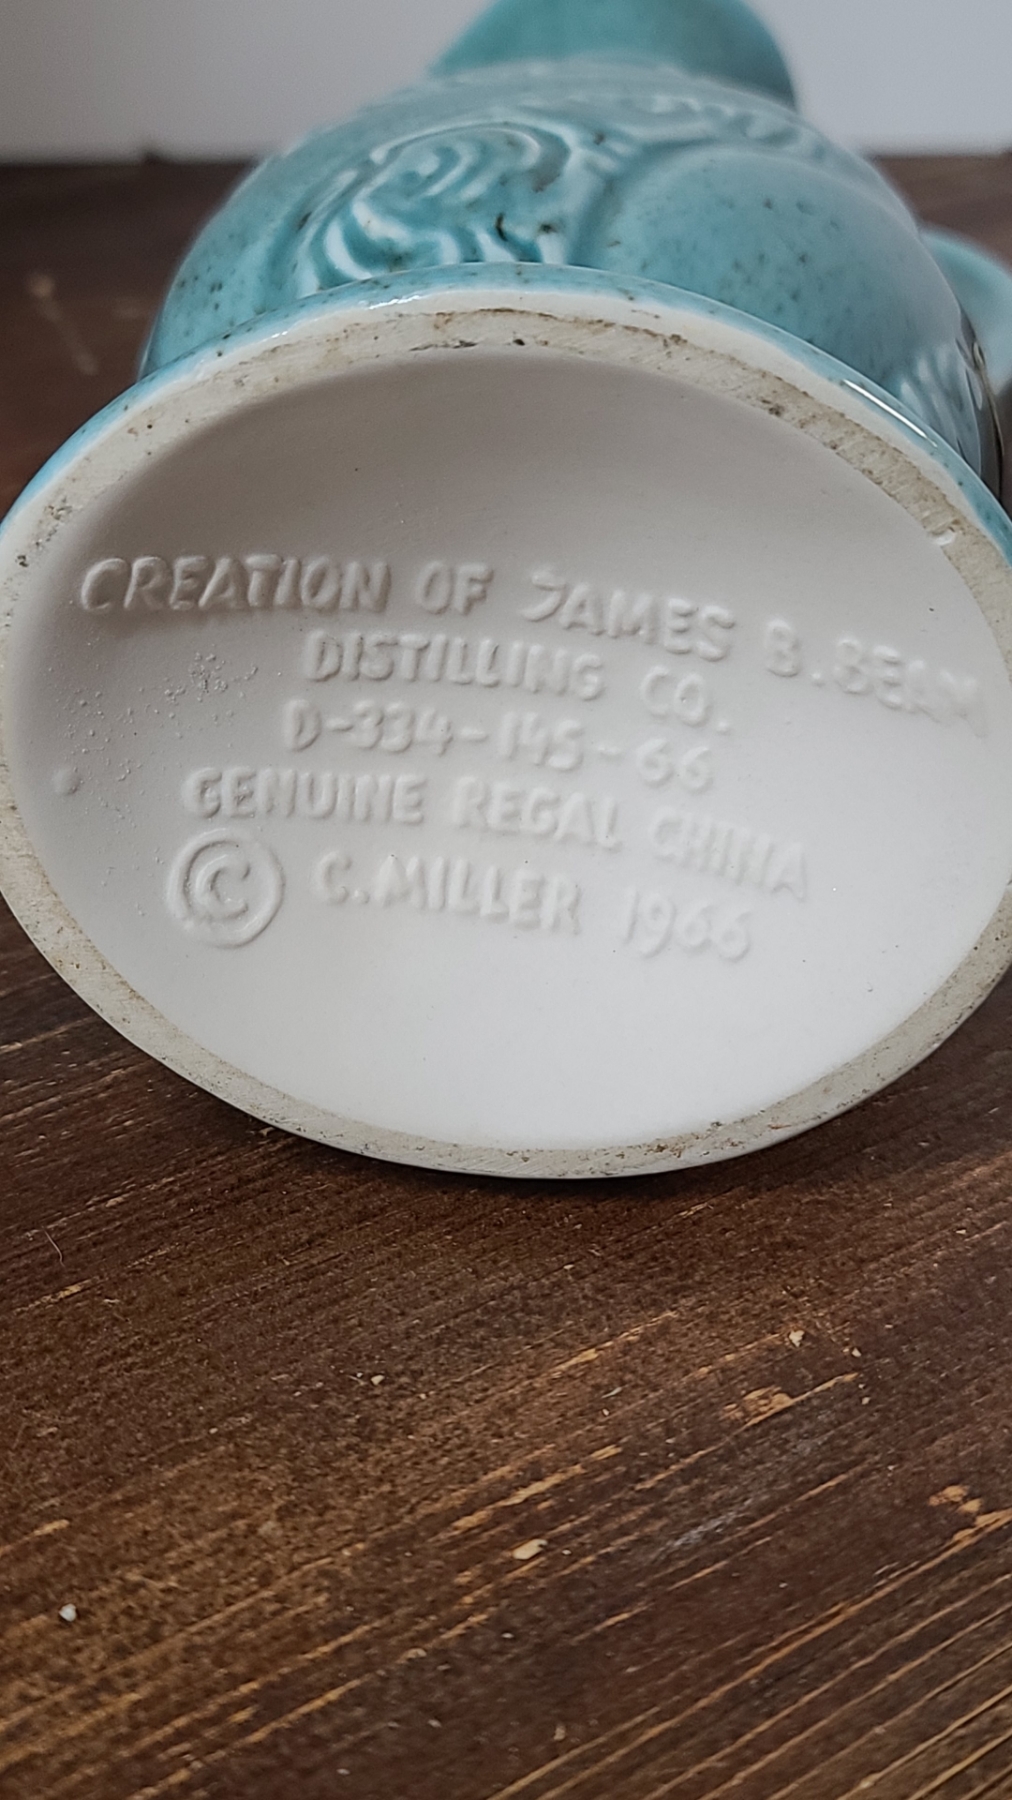 CREATION OF JAMES B. BEAM
DISTILLING CO.
D-334-145-66
GENUINE REGAL CHINA
© C. MILLER 1966